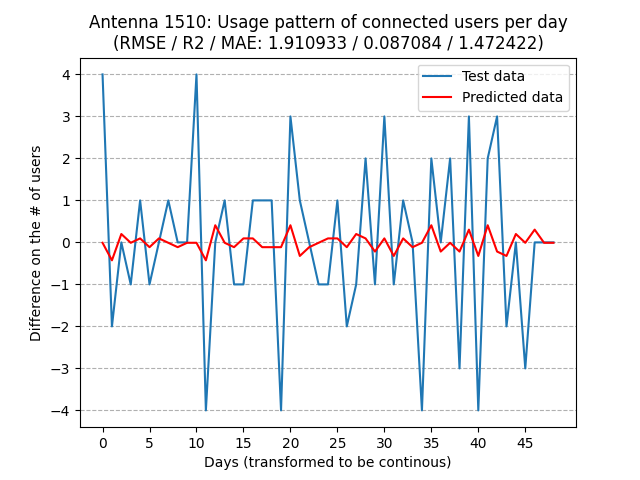 Antenna 1510: Usage pattern of connected users per day
(RMSE / R2 / MAE: 1.910933 / 0.087084 / 1.472422)
Test data
Predicted data
Difference on the # of users
4
3
2
1
0
−1
−2
−3
−4
0 5 10 15 20 25 30 35 40 45
Days (transformed to be continous)